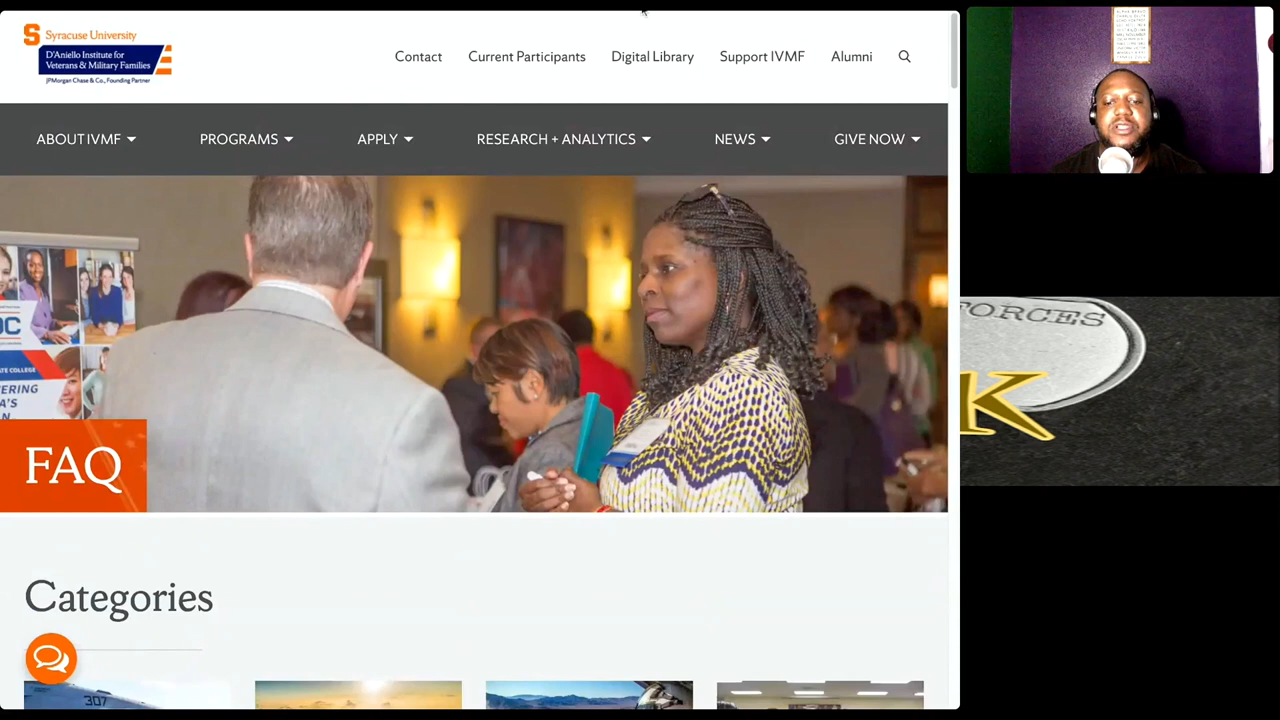 Syracuse University
D'Aniello Institute for
Veterans & Military Families
JPMorgan Chase & Co., Founding Partner
Contact
Current Participants
Digital Library
Support IVMF
Alumni
ABOUT IVMF
PROGRAMS
APPLY
RESEARCH + ANALYTICS
NEWS
GIVE NOW
FORCES
K
FAQ
Categories
307